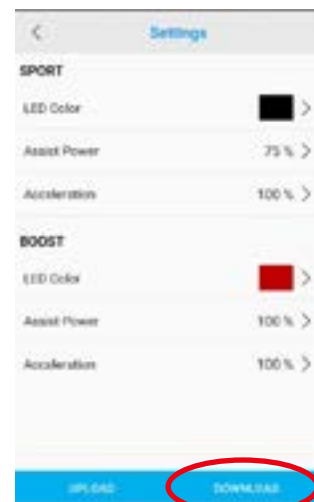 Settings
SPORT
LED Color
Assist Power 75 %
Acceleration 100 %
BOOST
LED Color
Assist Power 100 %
Acceleration 100 %
UPLOAD DOWNLOAD